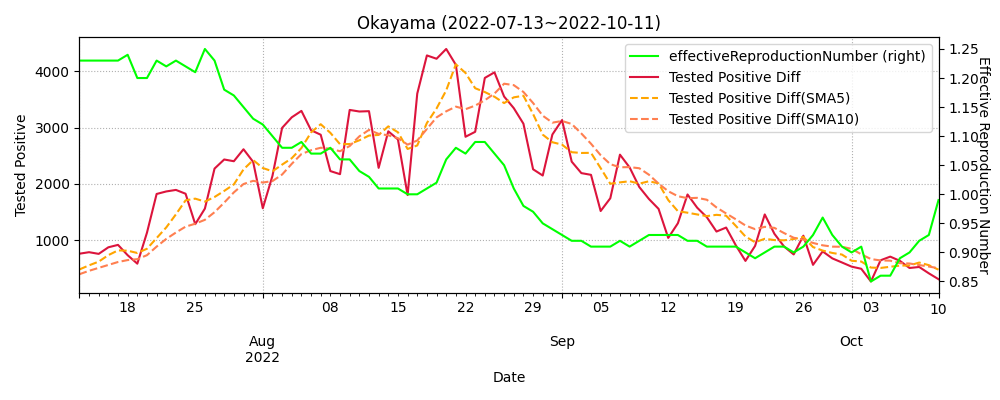 Okayama (2022-07-13~2022-10-11)
effectiveReproductionNumber (right)
Tested Positive Diff
Tested Positive Diff(SMA5)
Tested Positive Diff(SMA10)
Tested Positive
4000
3000
2000
1000
1.25
1.20
1.15
1.10
1.05
1.00
0.95
0.90
0.85
Effective Reproduction Number
18 25 08 15 22 29 05 12 19 26 03 10
Aug Sep Oct
2022
Date